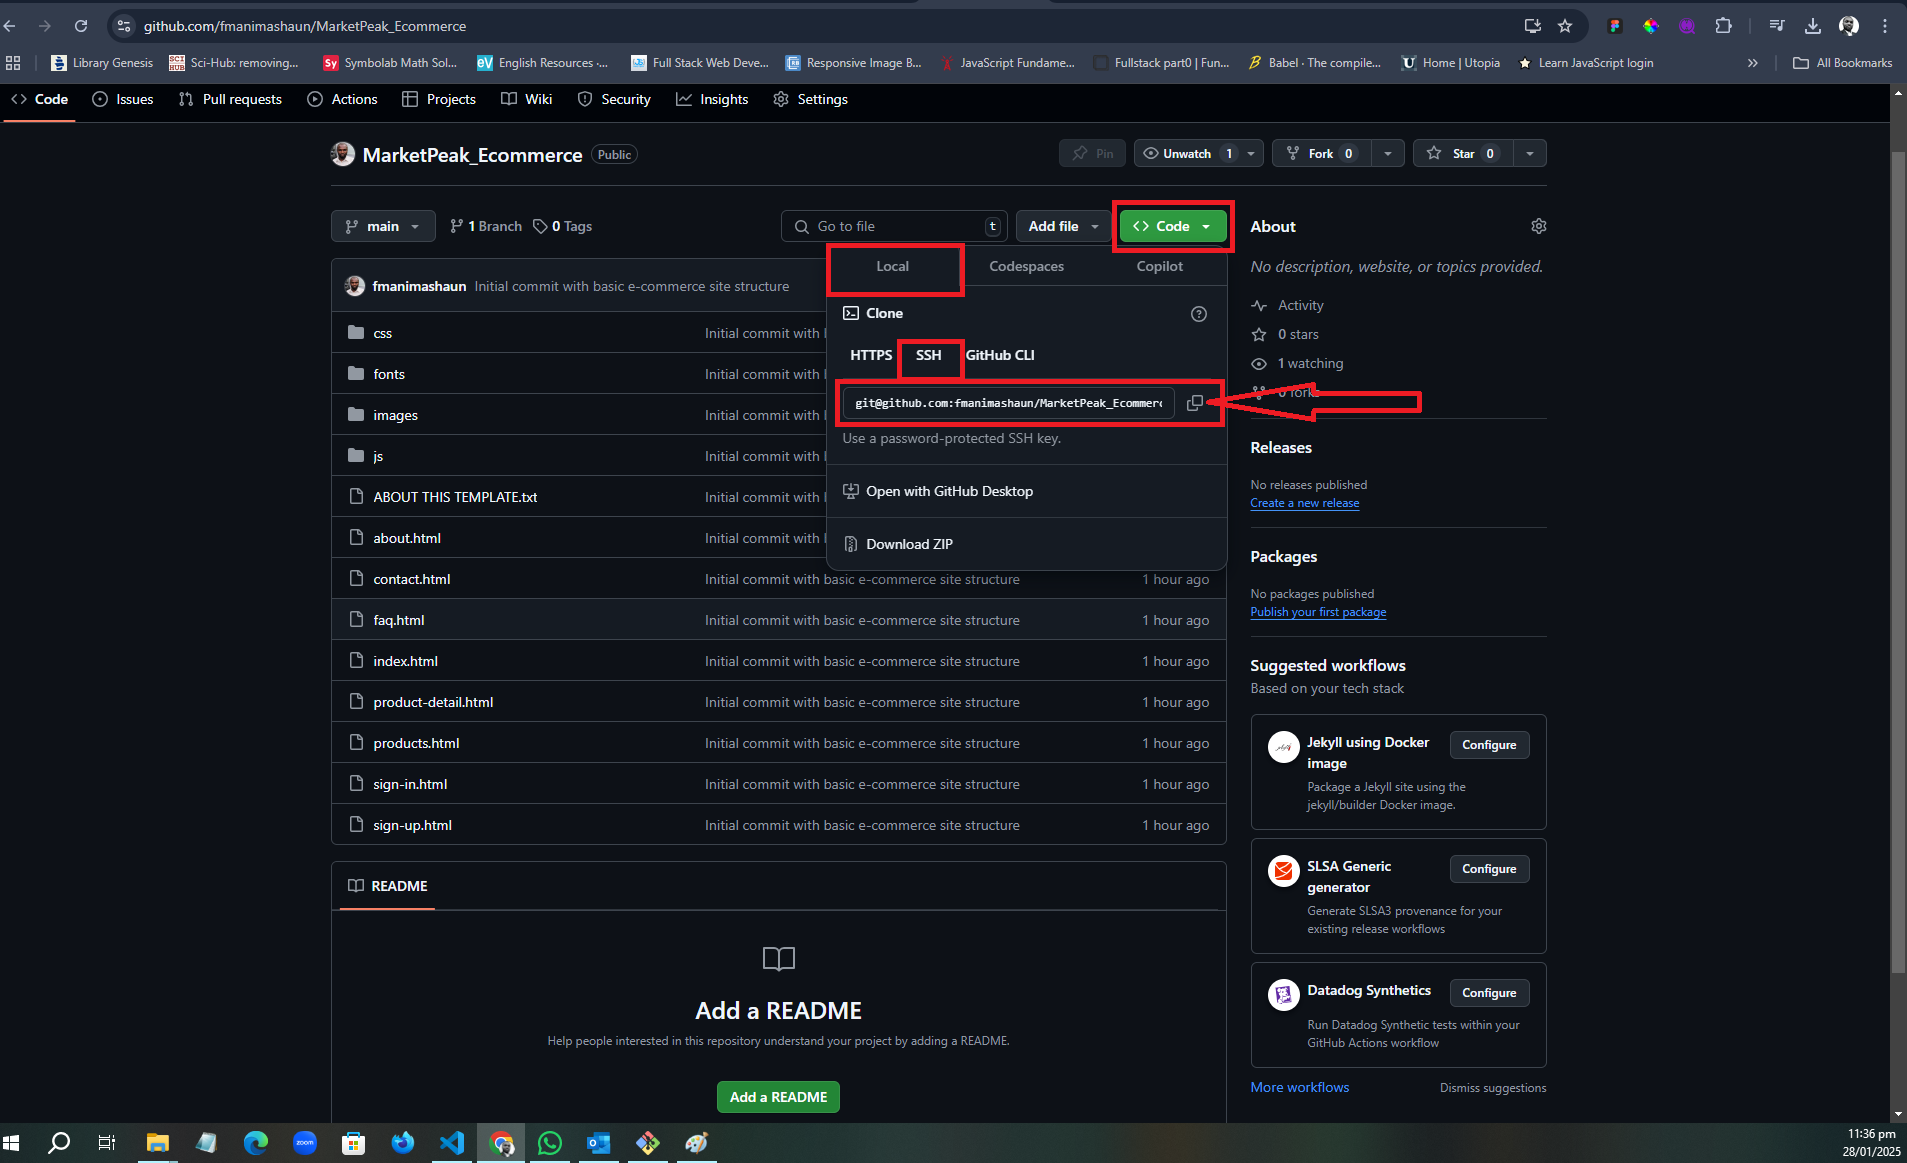 github.com/fmanimashaun/MarketPeak_Ecommerce
Library Genesis
Sci-Hub: removing...
Symbolab Math Sol...
English Resources -...
Full Stack Web Deve...
Responsive Image B...
JavaScript Fundame...
Fullstack part0 | Fun...
Babel · The compile...
Home | Utopia
Learn JavaScript login
All Bookmarks
Code
Issues
Pull requests
Actions
Projects
Wiki
Security
Insights
Settings
MarketPeak_Ecommerce
Public
Pin
Unwatch 1
Fork 0
Star 0
main
1 Branch
0 Tags
Go to file
t
Add file
<> Code
Local
Codespaces
Copilot
Clone
HTTPS
SSH
GitHub CLI
git@github.com:fmanimashaun/MarketPeak_Ecommerc
Use a password-protected SSH key.
Open with GitHub Desktop
Download ZIP
fmanimashaun Initial commit with basic e-commerce site structure
css Initial commit with
fonts Initial commit with
images Initial commit with
js Initial commit with
ABOUT THIS TEMPLATE.txt Initial commit with
about.html Initial commit with
contact.html Initial commit with basic e-commerce site structure 1 hour ago
faq.html Initial commit with basic e-commerce site structure 1 hour ago
index.html Initial commit with basic e-commerce site structure 1 hour ago
product-detail.html Initial commit with basic e-commerce site structure 1 hour ago
products.html Initial commit with basic e-commerce site structure 1 hour ago
sign-in.html Initial commit with basic e-commerce site structure 1 hour ago
sign-up.html Initial commit with basic e-commerce site structure 1 hour ago
README
Add a README
Help people interested in this repository understand your project by adding a README.
Add a README
About
No description, website, or topics provided.
Activity
0 stars
1 watching
0 forks
Releases
No releases published
Create a new release
Packages
No packages published
Publish your first package
Suggested workflows
Based on your tech stack
Jekyll using Docker
image
Configure
Package a Jekyll site using the
jekyll/builder Docker image.
SLSA Generic
generator
Configure
Generate SLSA3 provenance for your
existing release workflows
Datadog Synthetics
Configure
Run Datadog Synthetic tests within your
GitHub Actions workflow
More workflows
Dismiss suggestions
zoom
11:36 pm
28/01/2025